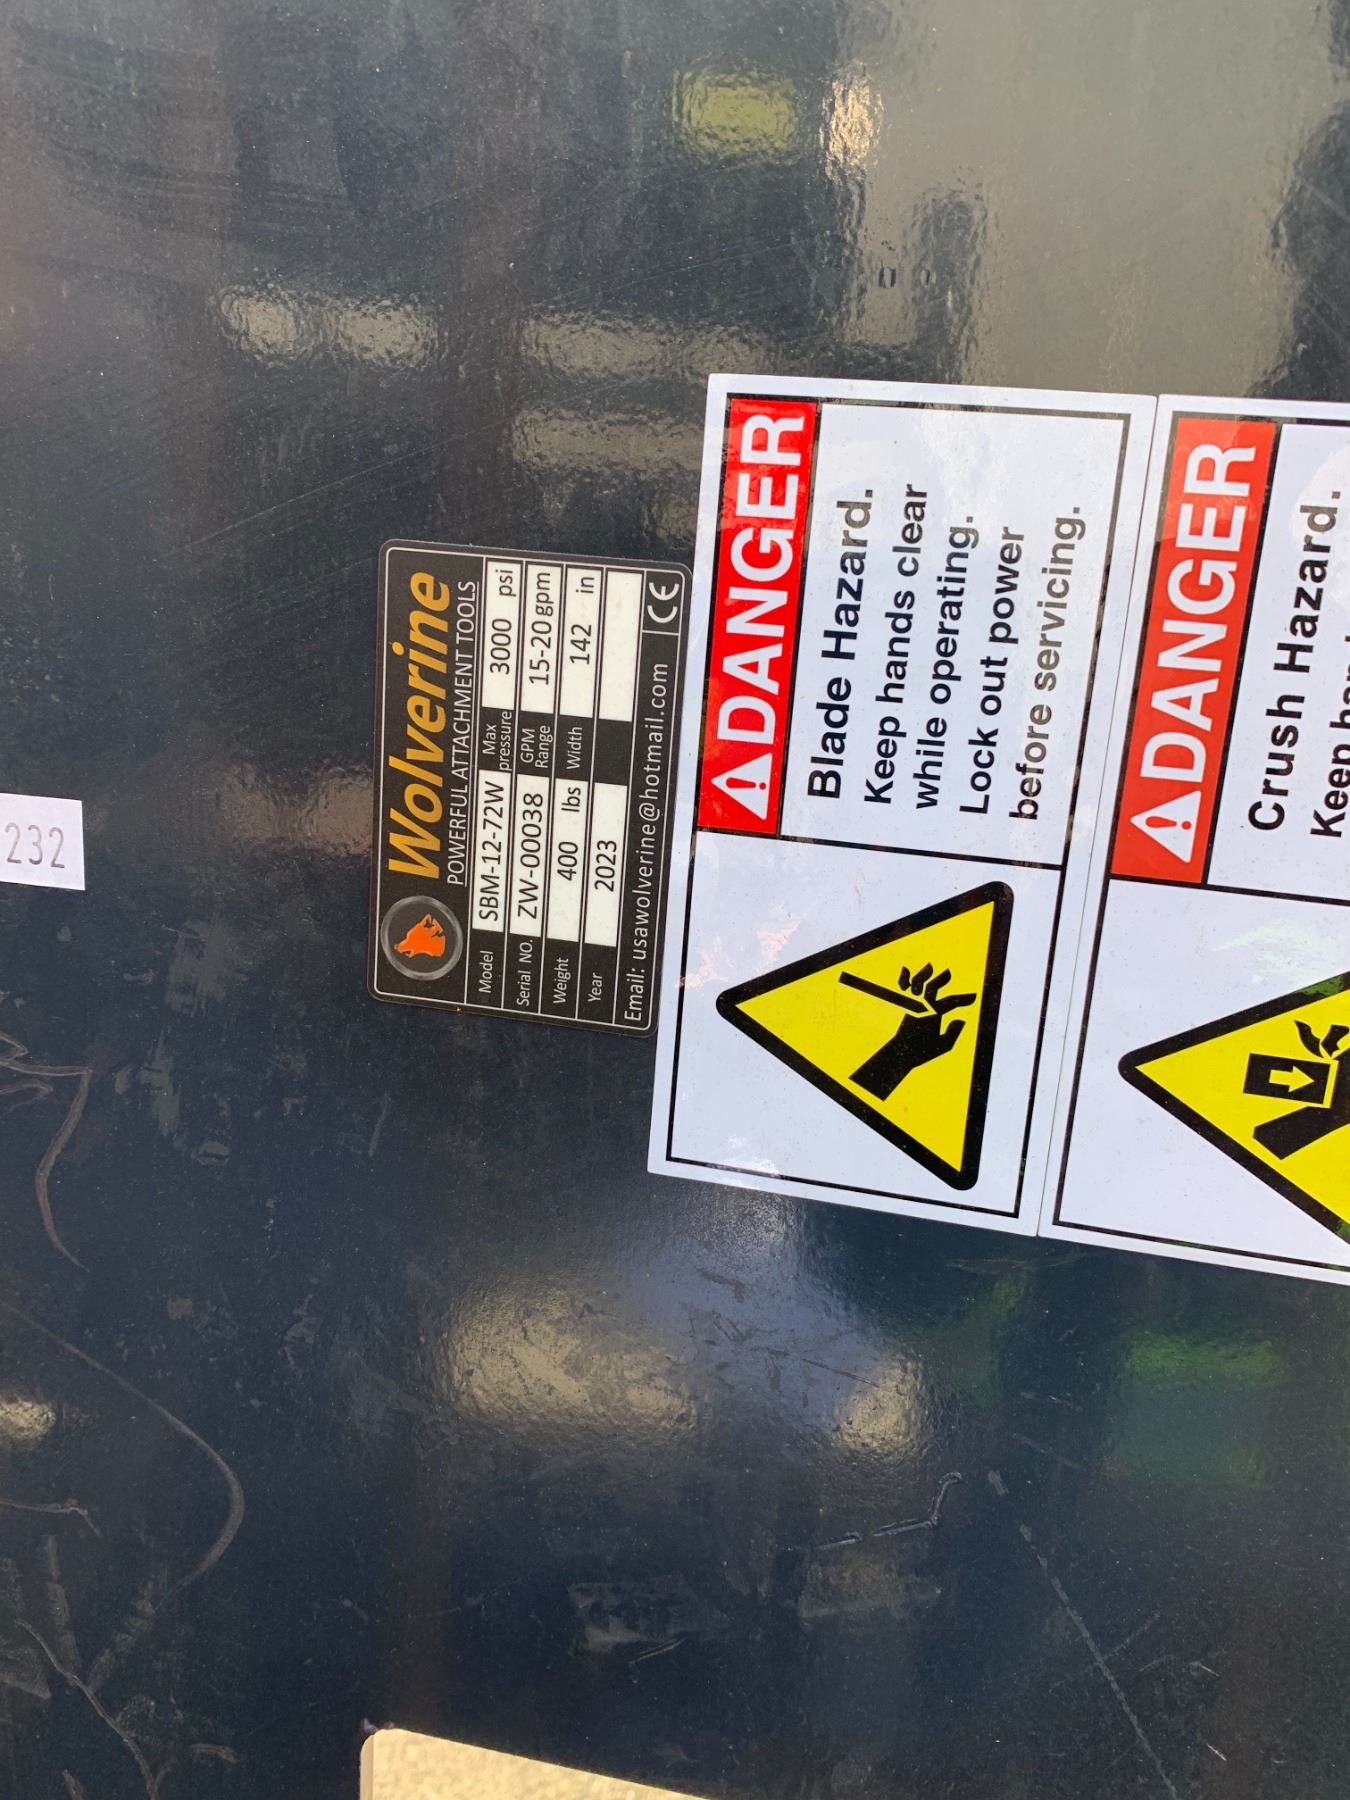 232
Wolverine
POWERFUL ATTACHMENT TOOLS
Model SBM-12-72W Max pressure 3000 psi
Serial NO. ZW-00038 GPM Range 15-20 gpm
Weight 400 lbs Width 142 in
Year 2023
Email: usawolverine@hotmail.com CE
DANGER
Blade Hazard.
Keep hands clear
while operating.
Lock out power
before servicing.
DANGER
Crush Hazard.
Keep